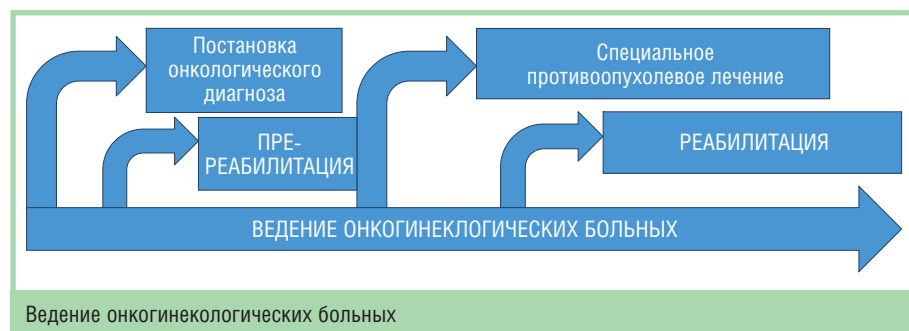 Постановка
онкологического
диагноза
Специальное
противоопухолевое лечение
ПРЕ-
РЕАБИЛИТАЦИЯ
РЕАБИЛИТАЦИЯ
ВЕДЕНИЕ ОНКОГИНЕКЛОГИЧЕСКИХ БОЛЬНЫХ
Ведение онкогинекологических больных